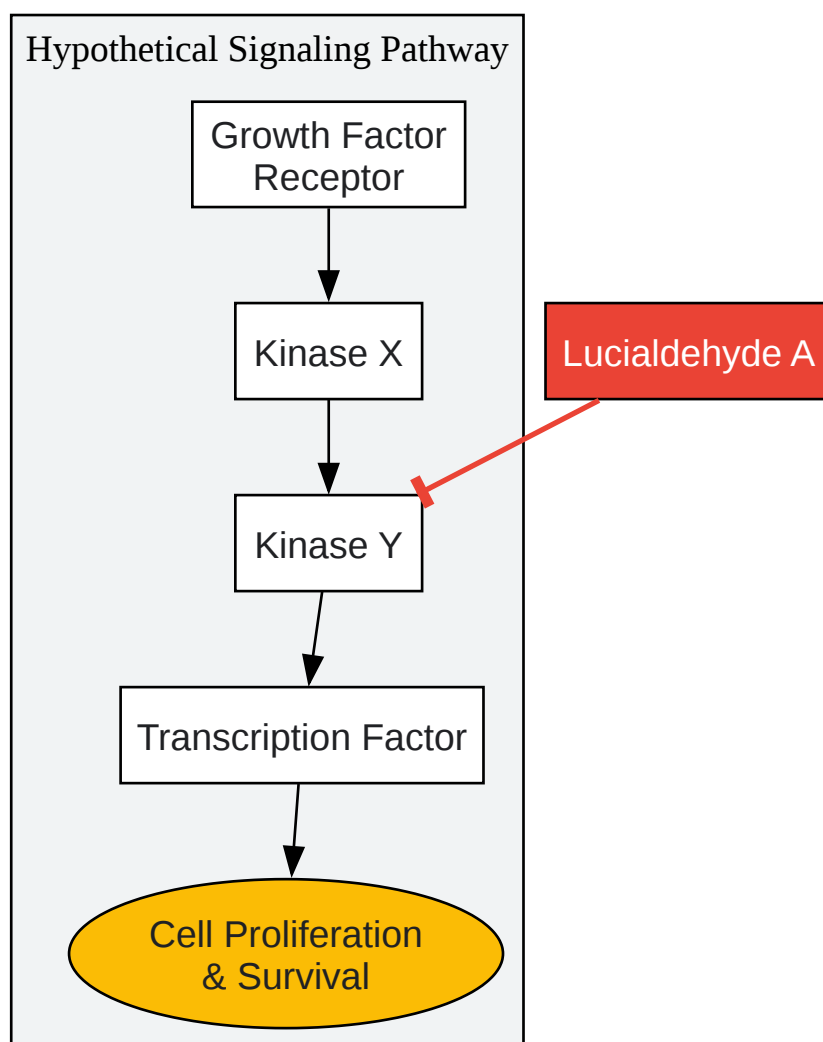 Hypothetical Signaling Pathway
Growth Factor
Receptor
Kinase X
Lucialdehyde A
Kinase Y
Transcription Factor
Cell Proliferation
& Survival